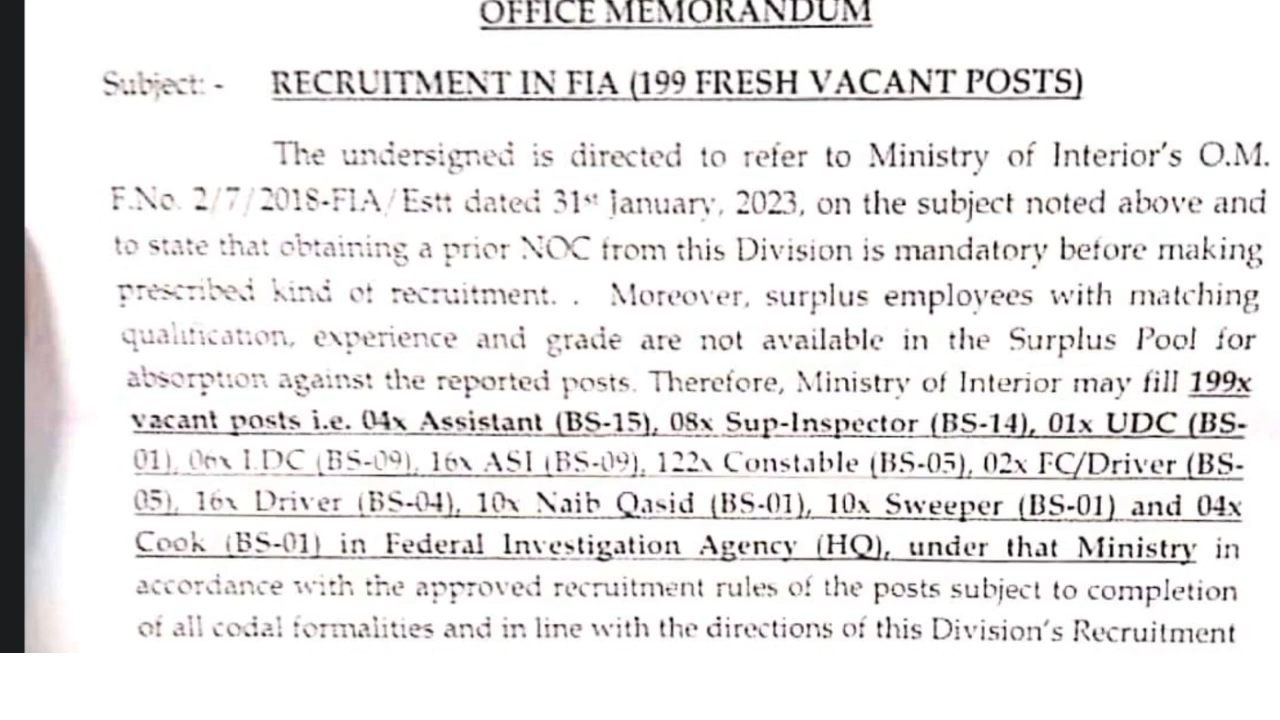 OFFICE MEMORANDUM
Subject: - RECRUITMENT IN FIA (199 FRESH VACANT POSTS)
The undersigned is directed to refer to Ministry of Interior's O.M.
F.No. 2/7/2018-FIA/Estt dated 31st January, 2023, on the subject noted above and
to state that obtaining a prior NOC from this Division is mandatory before making
prescribed kind of recruitment. . Moreover, surplus employees with matching
qualification, experience and grade are not available in the Surplus Pool for
absorption against the reported posts. Therefore, Ministry of Interior may fill 199x
vacant posts i.e. 04x Assistant (BS-15), 08x Sup-Inspector (BS-14), 01x UDC (BS-
01), 06x LDC (BS-09), 16x ASI (BS-09), 122x Constable (BS-05), 02x FC/Driver (BS-
05), 16x Driver (BS-04), 10x Naib Qasid (BS-01), 10x Sweeper (BS-01) and 04x
Cook (BS-01) in Federal Investigation Agency (HQ), under that Ministry in
accordance with the approved recruitment rules of the posts subject to completion
of all codal formalities and in line with the directions of this Division's Recruitment